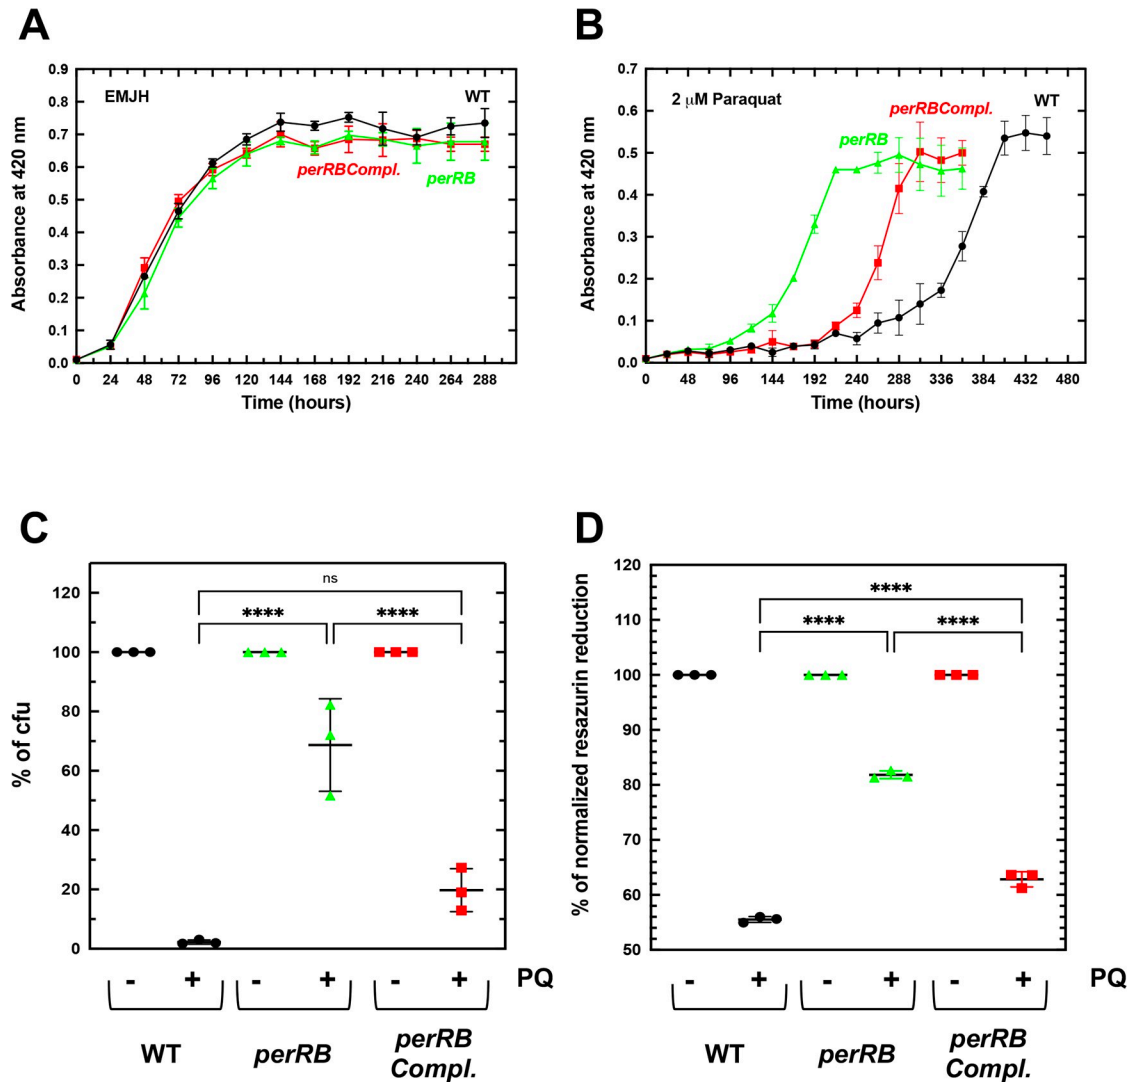 A
0.9
0.8
0.7
0.6
0.5
0.4
0.3
0.2
0.1
0.0
Absorbance at 420 nm
EMJH
WT
perRBCompl.
perRB
0 24 48 72 96 120 144 168 192 216 240 264 288
Time (hours)
B
0.7
0.6
0.5
0.4
0.3
0.2
0.1
0.0
Absorbance at 420 nm
2 μM Paraquat
WT
perRBCompl.
perRB
0 48 96 144 192 240 288 336 384 432 480
Time (hours)
C
120
100
80
60
40
20
0
% of cfu
ns
**** ****
- + - + - + PQ
WT perRB perRB
Compl.
D
120
110
100
90
80
70
60
50
% of normalized resazurin reduction
****
**** ****
- + - + - + PQ
WT perRB perRB
Compl.